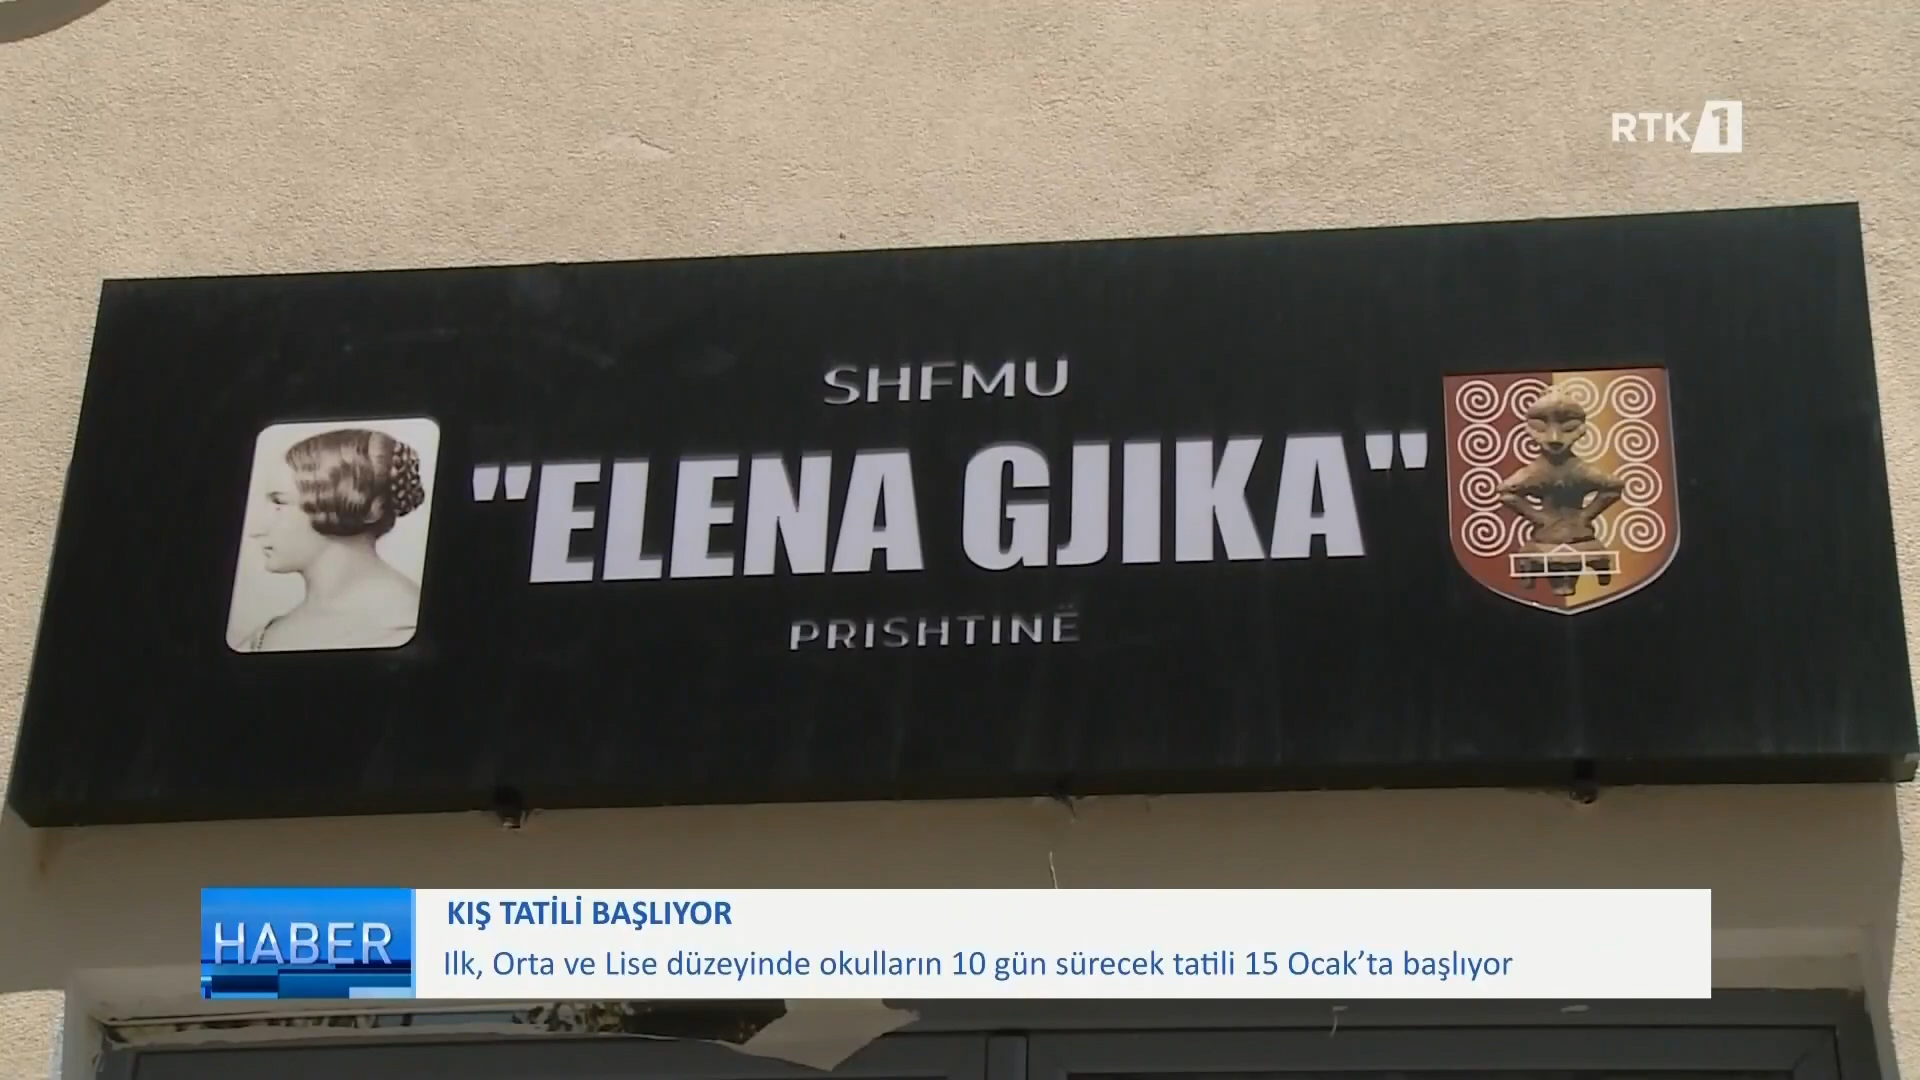 RTK 1
SHFMU
"ELENA GJIKA"
PRISHTINË
HABER
KIŞ TATİLİ BAŞLIYOR
Ilk, Orta ve Lise düzeyinde okulların 10 gün sürecek tatili 15 Ocak’ta başlıyor